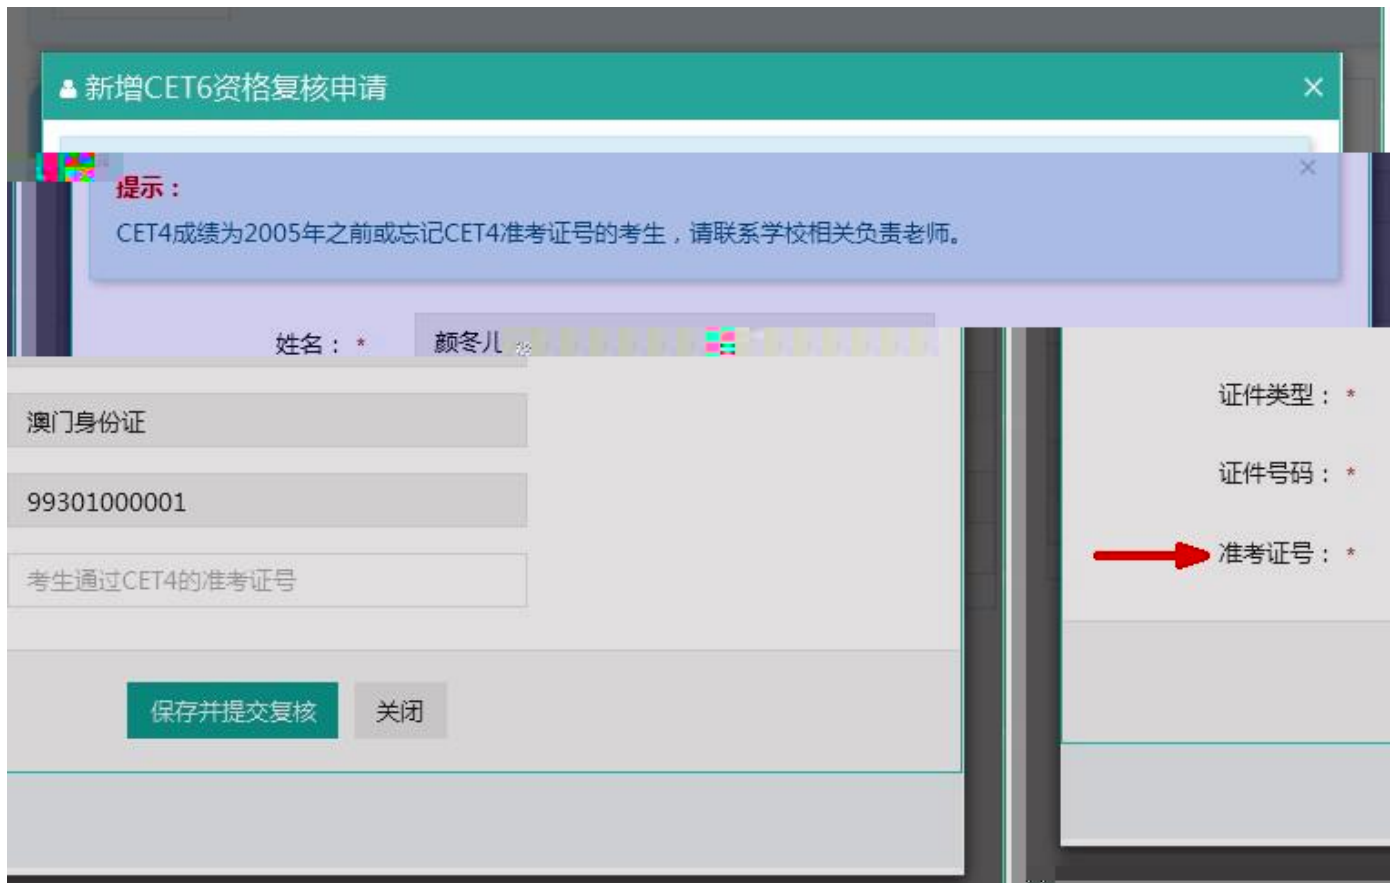 新增CET6资格复核申请
提示：
CET4成绩为2005年之前或忘记CET4准考证号的考生，请联系学校相关负责老师。
姓名：* 颜冬儿
证件类型：*
澳门身份证
证件号码：*
99301000001
准考证号：*
考生通过CET4的准考证号
保存并提交复核 关闭